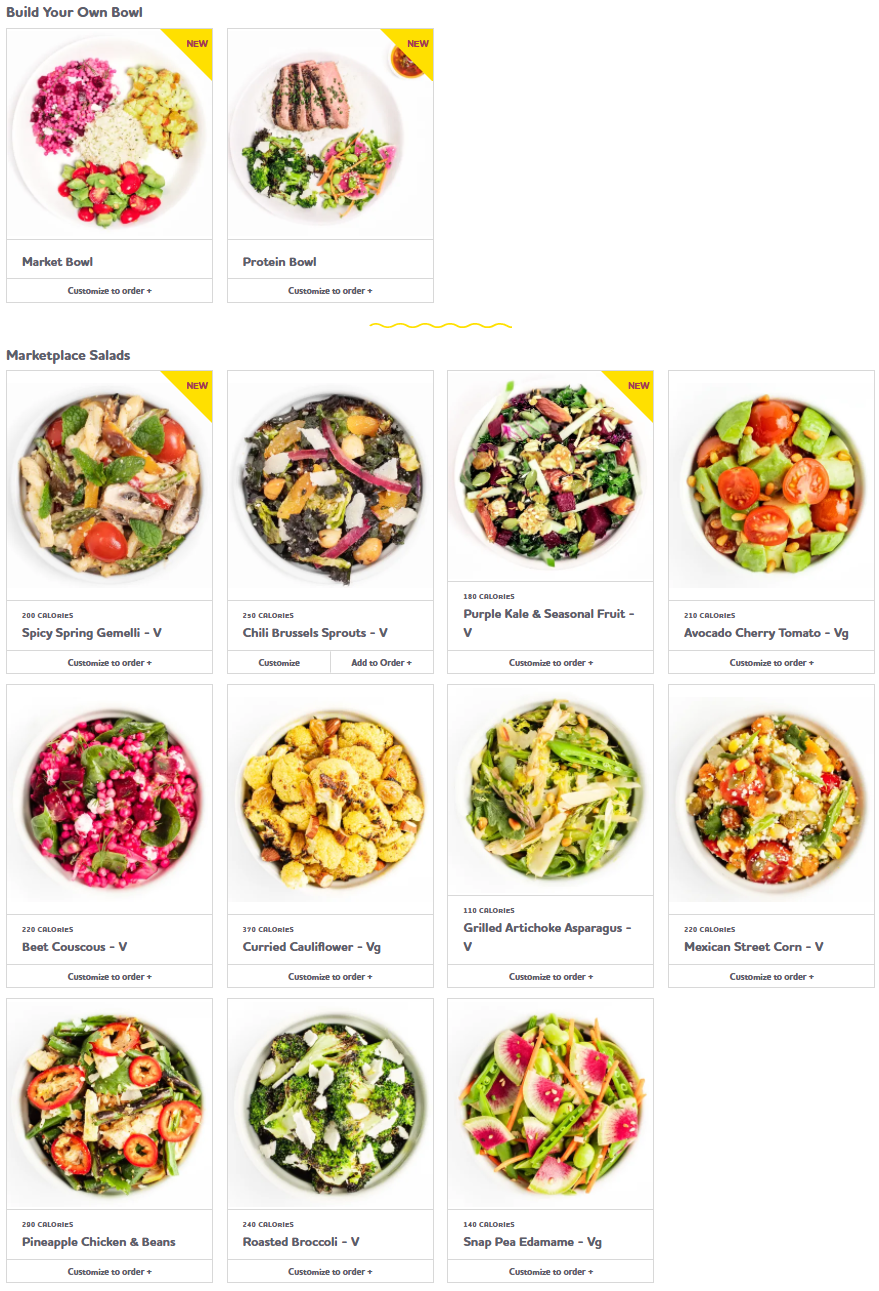 Build Your Own Bowl
NEW
NEW
Market Bowl
Protein Bowl
Customize to order +
Customize to order +
Marketplace Salads
NEW
NEW
200 CALORIES
Spicy Spring Gemelli - V
Customize to order +
250 CALORIES
Chili Brussels Sprouts - V
Customize
Add to Order +
180 CALORIES
Purple Kale & Seasonal Fruit -
V
Customize to order +
210 CALORIES
Avocado Cherry Tomato - Vg
Customize to order +
220 CALORIES
Beet Couscous - V
Customize to order +
370 CALORIES
Curried Cauliflower - Vg
Customize to order +
110 CALORIES
Grilled Artichoke Asparagus -
V
Customize to order +
220 CALORIES
Mexican Street Corn - V
Customize to order +
290 CALORIES
Pineapple Chicken & Beans
Customize to order +
240 CALORIES
Roasted Broccoli - V
Customize to order +
140 CALORIES
Snap Pea Edamame - Vg
Customize to order +